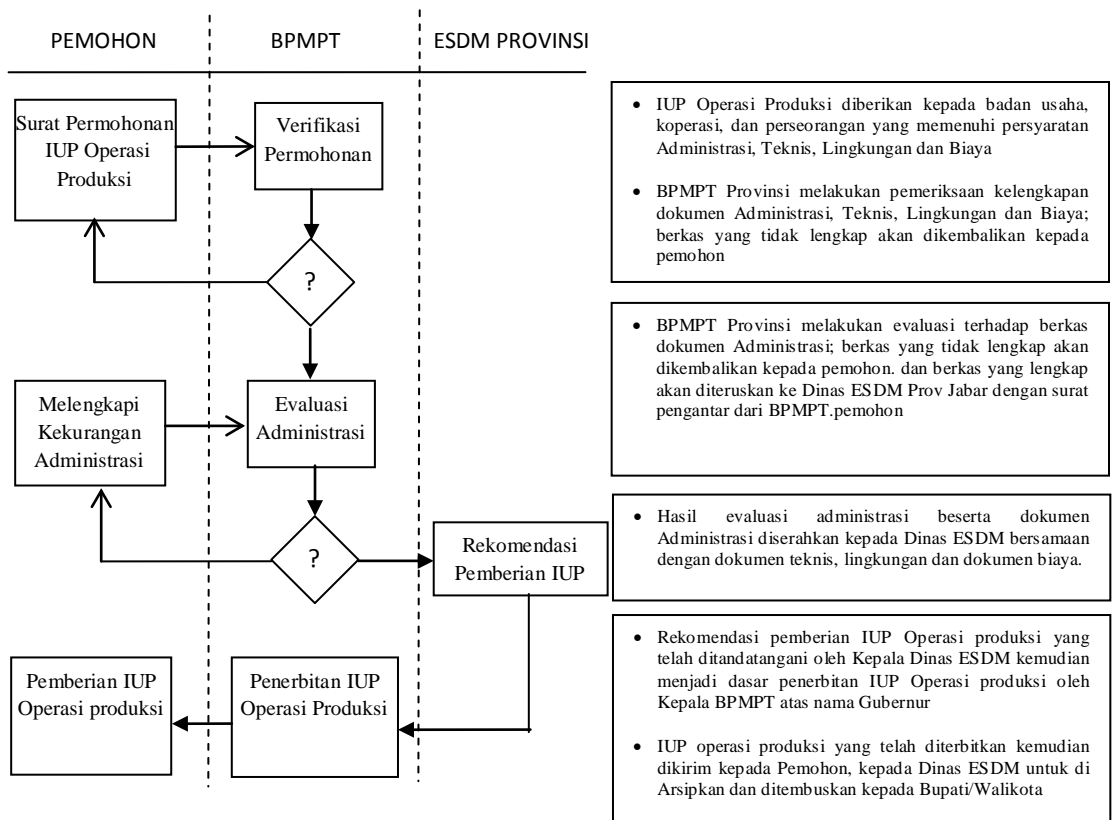 PEMOHON
BPMPT
ESDM PROVINSI
Surat Permohonan
IUP Operasi
Produksi
Verifikasi
Permohonan
?
Melengkapi
Kekurangan
Administrasi
Evaluasi
Administrasi
?
Rekomendasi
Pemberian IUP
Pemberian IUP
Operasi produksi
Penerbitan IUP
Operasi Produksi
• IUP Operasi Produksi diberikan kepada badan usaha,
koperasi, dan perseorangan yang memenuhi persyaratan
Administrasi, Teknis, Lingkungan dan Biaya
• BPMPT Provinsi melakukan pemeriksaan kelengkapan
dokumen Administrasi, Teknis, Lingkungan dan Biaya;
berkas yang tidak lengkap akan dikembalikan kepada
pemohon
• BPMPT Provinsi melakukan evaluasi terhadap berkas
dokumen Administrasi; berkas yang tidak lengkap akan
dikembalikan kepada pemohon. dan berkas yang lengkap
akan diteruskan ke Dinas ESDM Prov Jabar dengan surat
pengantar dari BPMPT.pemohon
• Hasil evaluasi administrasi beserta dokumen
Administrasi diserahkan kepada Dinas ESDM bersamaan
dengan dokumen teknis, lingkungan dan dokumen biaya.
• Rekomendasi pemberian IUP Operasi produksi yang
telah ditandatangani oleh Kepala Dinas ESDM kemudian
menjadi dasar penerbitan IUP Operasi produksi oleh
Kepala BPMPT atas nama Gubernur
• IUP operasi produksi yang telah diterbitkan kemudian
dikirim kepada Pemohon, kepada Dinas ESDM untuk di
Arsipkan dan ditembuskan kepada Bupati/Walikota